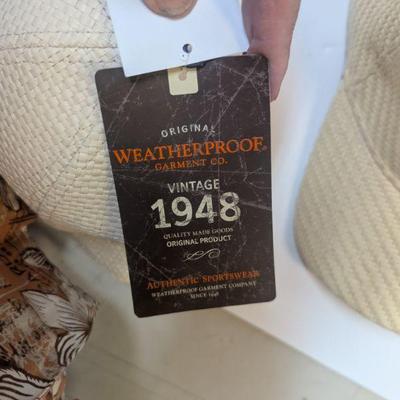 ORIGINAL
WEATHERPROOF®
GARMENT CO.
VINTAGE
1948
QUALITY MADE GOODS
ORIGINAL PRODUCT
AUTHENTIC SPORTSWEAR
WEATHERPROOF GARMENT COMPANY
SINCE 1948